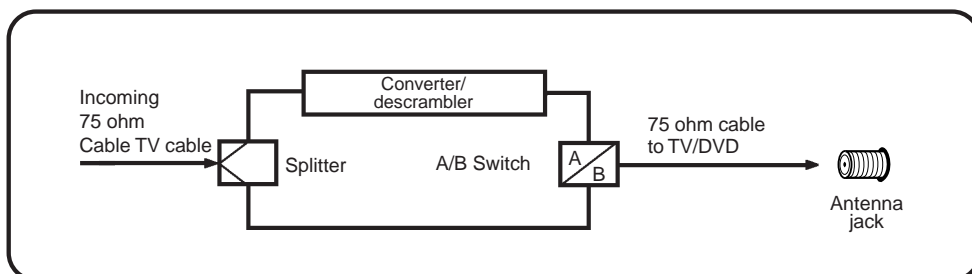 Incoming
75 ohm
Cable TV cable
Splitter
Converter/
descrambler
A/B Switch
A
B
75 ohm cable
to TV/DVD
Antenna
jack